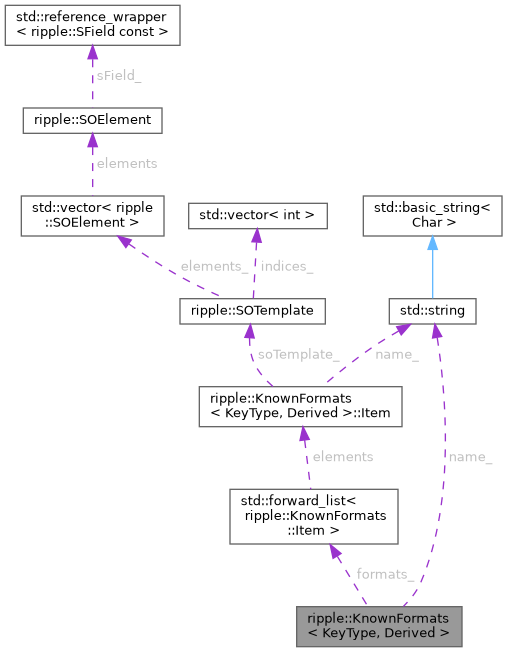 std::reference_wrapper
< ripple::SField const >
sField_
ripple::SOElement
elements
std::vector< ripple
::SOElement >
std::vector< int >
std::basic_string<
Char >
elements_
indices_
ripple::SOTemplate
std::string
soTemplate_
name_
ripple::KnownFormats
< KeyType, Derived >::Item
elements
name_
std::forward_list<
ripple::KnownFormats
::Item >
formats_
ripple::KnownFormats
< KeyType, Derived >